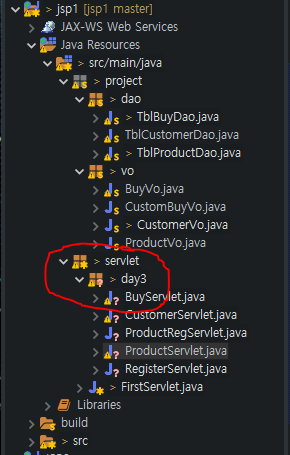 > jsp1 [jsp1 master]
JAX-WS Web Services
Java Resources
> src/main/java
> project
> dao
> TblBuyDao.java
TblCustomerDao.java
> TblProductDao.java
> vo
BuyVo.java
CustomBuyVo.java
> CustomerVo.java
ProductVo.java
> servlet
> day3
BuyServlet.java
CustomerServlet.java
ProductRegServlet.java
ProductServlet.java
RegisterServlet.java
> FirstServlet.java
Libraries
build
> src